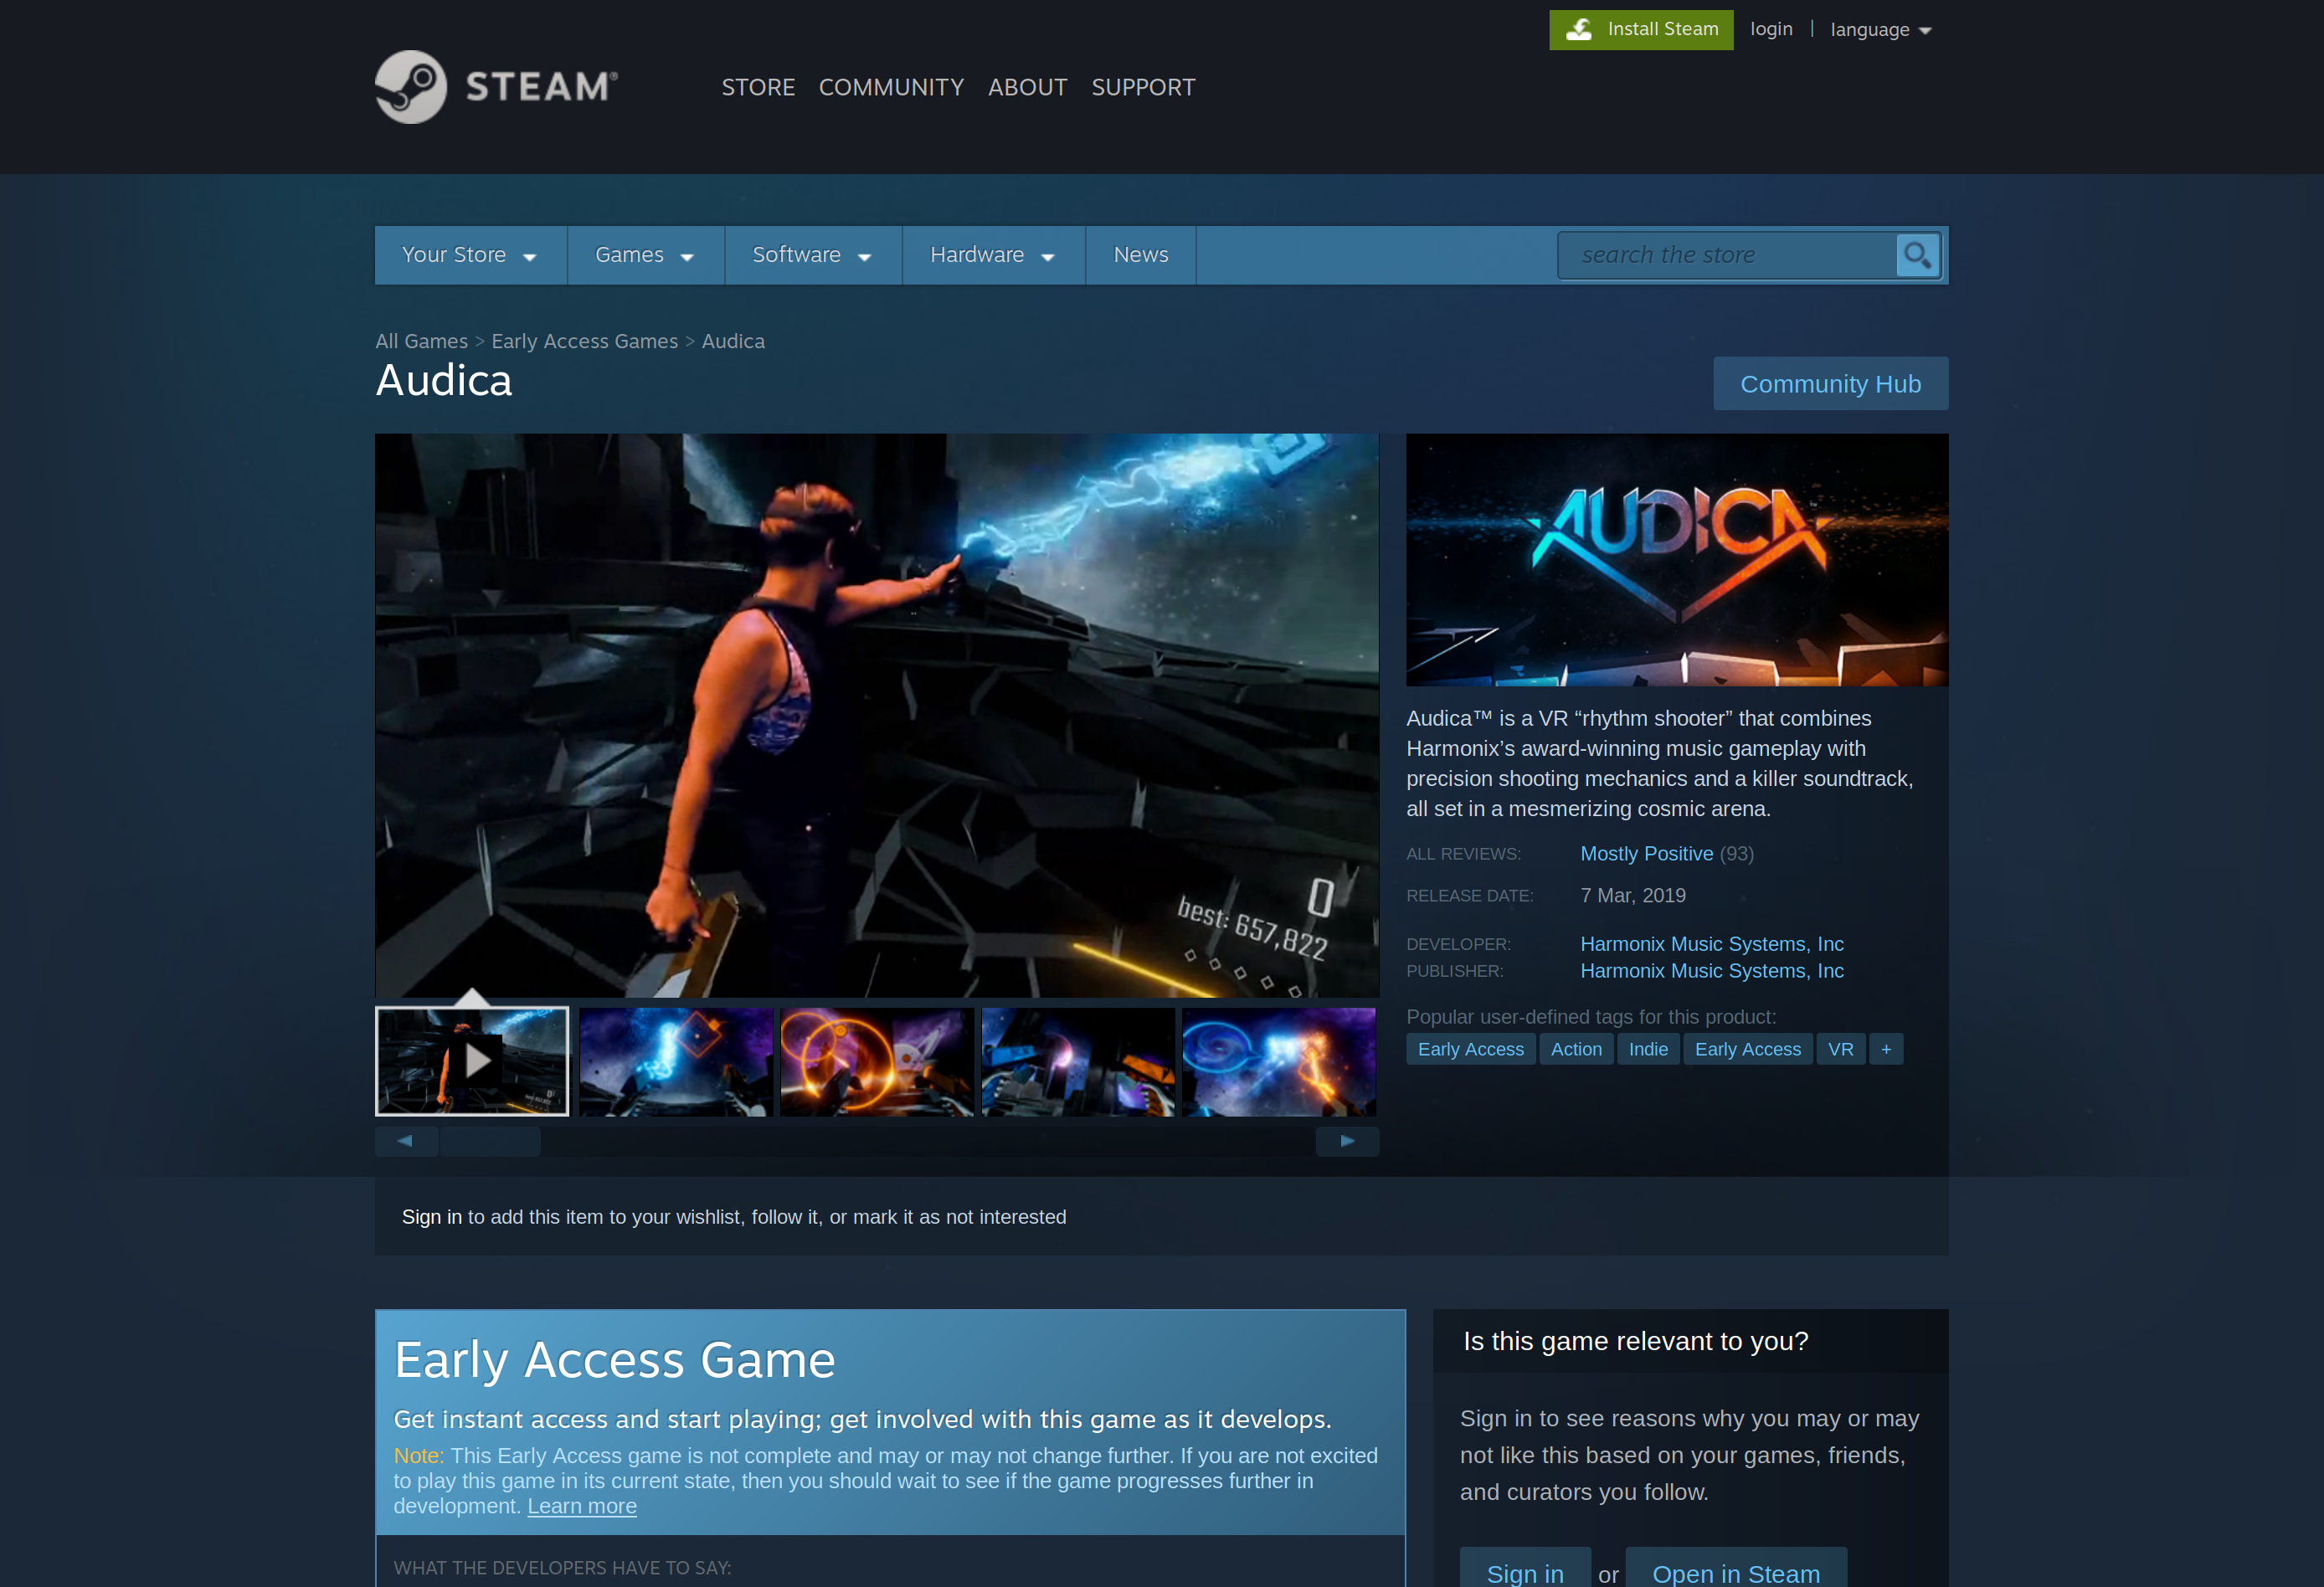 Install Steam
login | language
STEAM®
STORE COMMUNITY ABOUT SUPPORT
Your Store Games Software Hardware News
search the store
All Games > Early Access Games > Audica
Audica
Community Hub
AUDICA™
0
best: 657,822
Audica™ is a VR “rhythm shooter” that combines
Harmonix’s award-winning music gameplay with
precision shooting mechanics and a killer soundtrack,
all set in a mesmerizing cosmic arena.
ALL REVIEWS: Mostly Positive (93)
RELEASE DATE: 7 Mar, 2019
DEVELOPER: Harmonix Music Systems, Inc
PUBLISHER: Harmonix Music Systems, Inc
Popular user-defined tags for this product:
Early Access Action Indie Early Access VR +
Sign in to add this item to your wishlist, follow it, or mark it as not interested
Early Access Game
Get instant access and start playing; get involved with this game as it develops.
Note: This Early Access game is not complete and may or may not change further. If you are not excited
to play this game in its current state, then you should wait to see if the game progresses further in
development. Learn more
WHAT THE DEVELOPERS HAVE TO SAY:
Is this game relevant to you?
Sign in to see reasons why you may or may
not like this based on your games, friends,
and curators you follow.
Sign in or Open in Steam